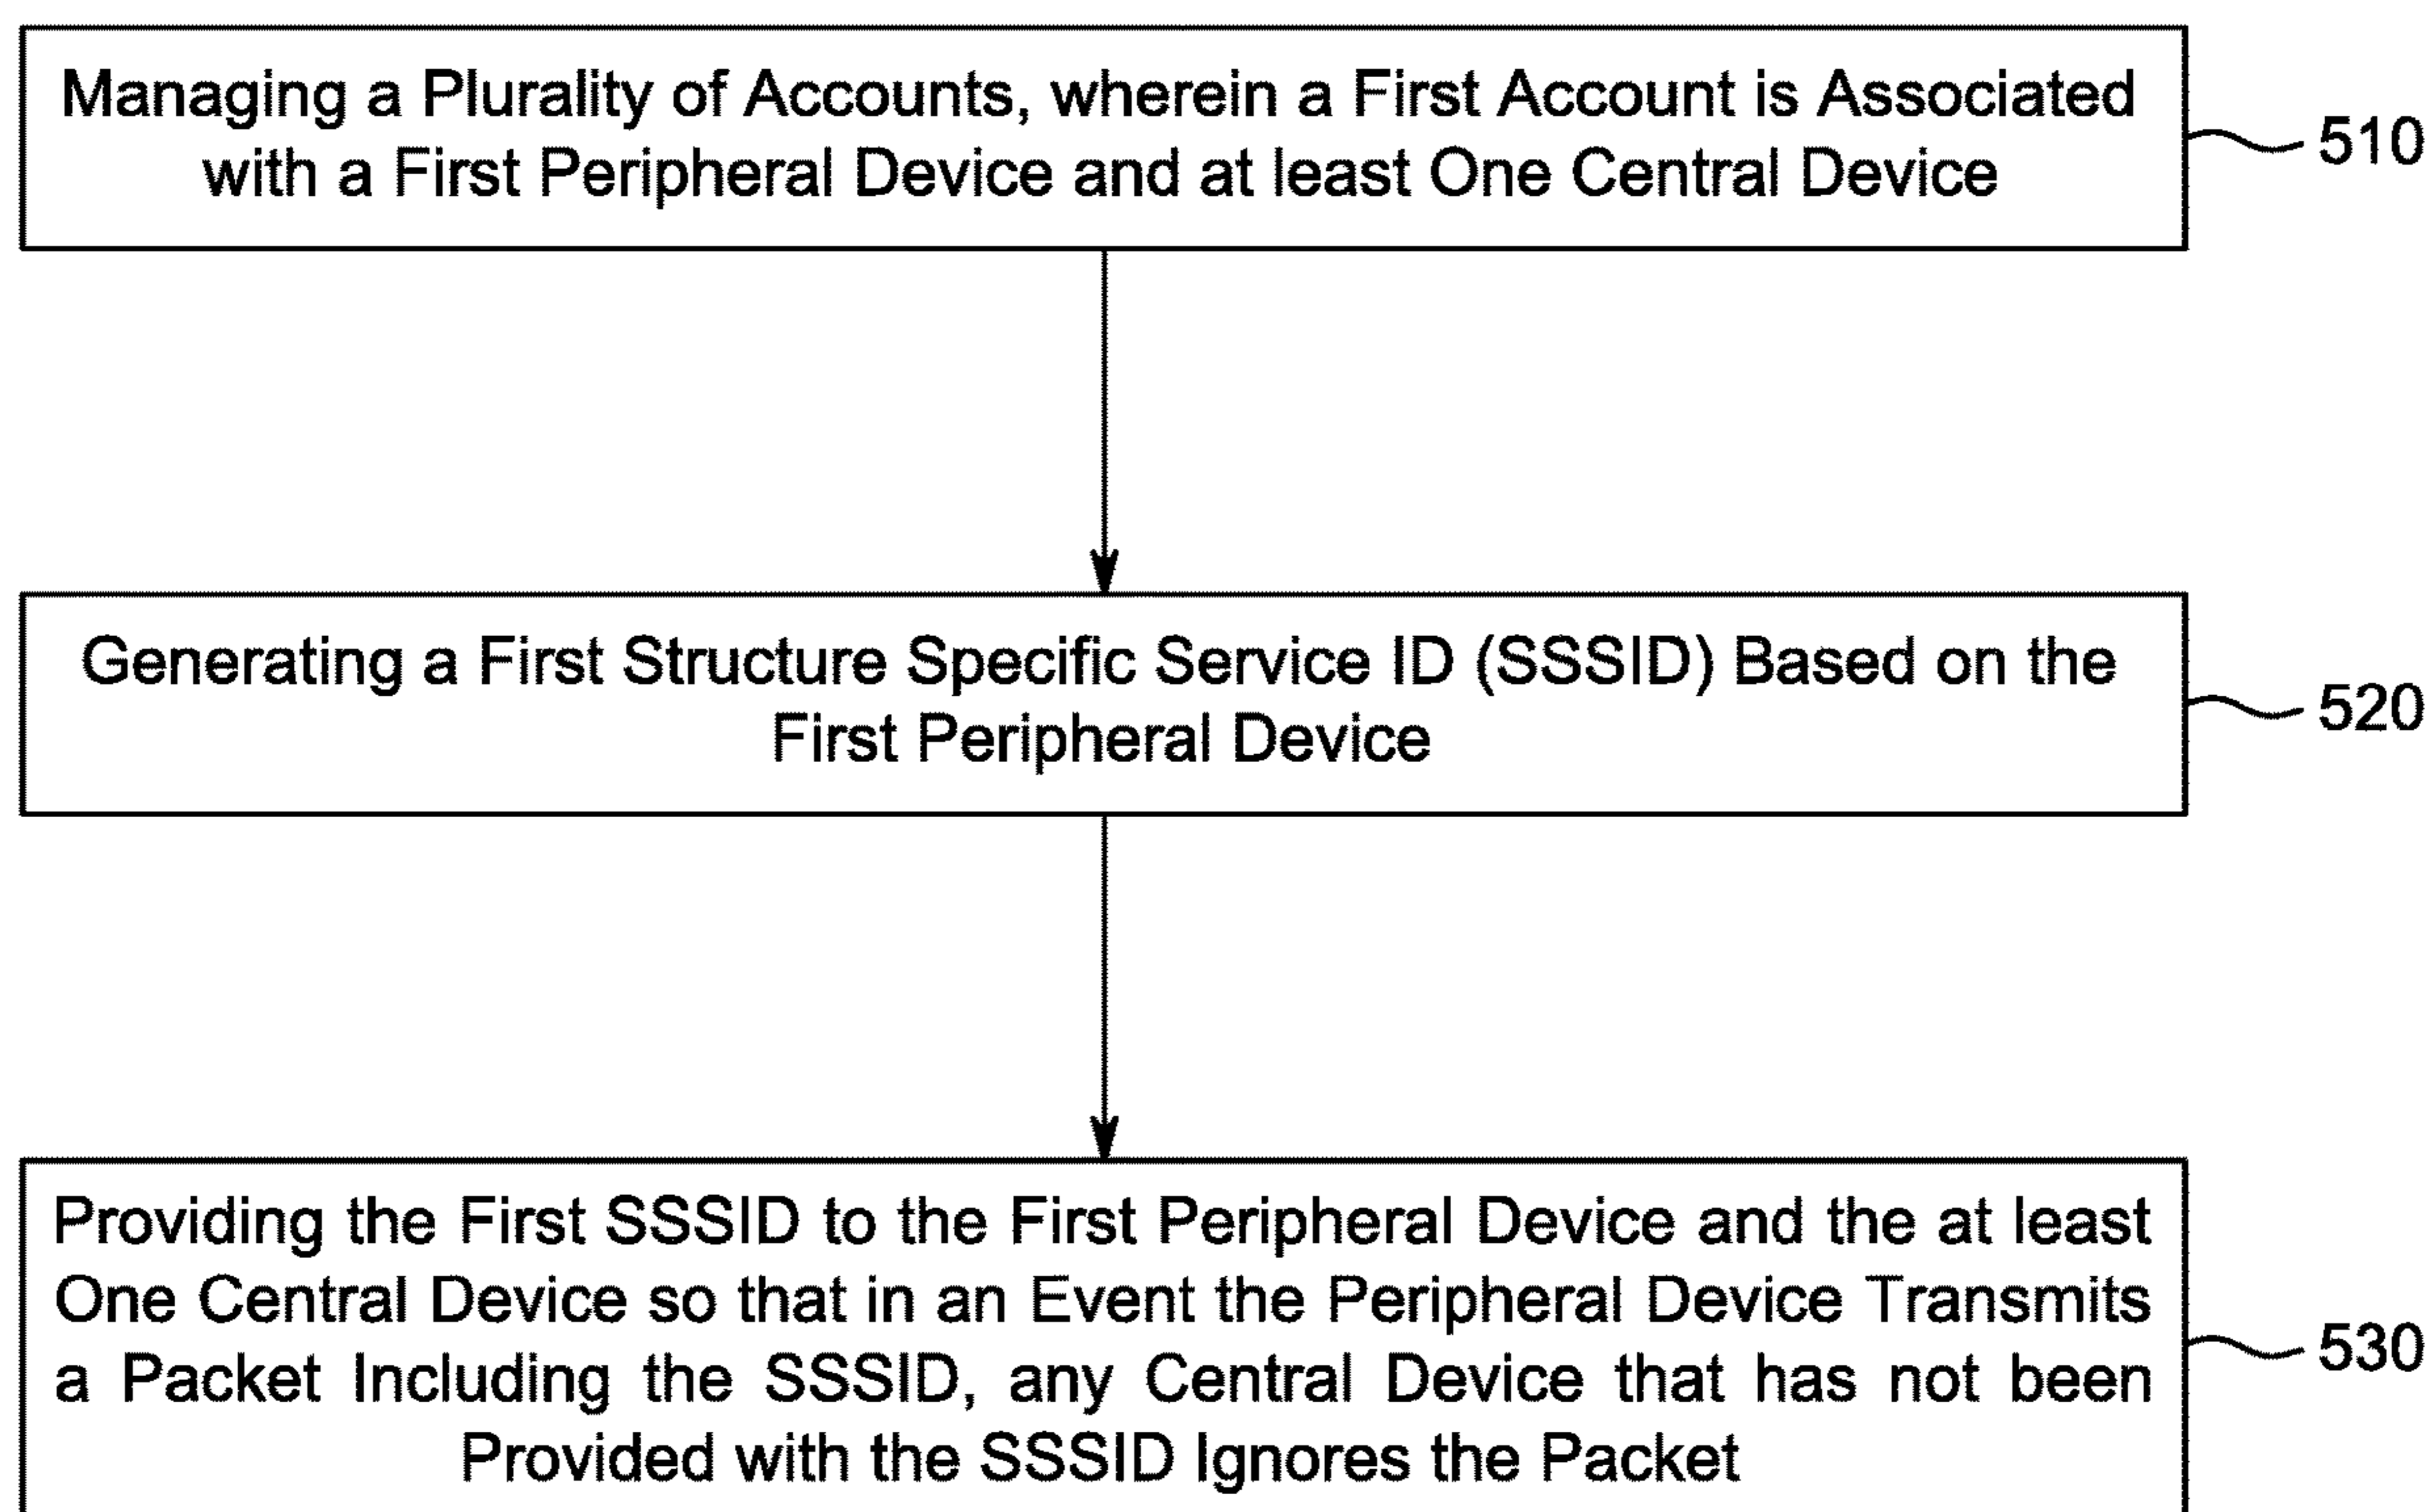 Managing a Plurality of Accounts, wherein a First Account is Associated
with a First Peripheral Device and at least One Central Device
510
Generating a First Structure Specific Service ID (SSSID) Based on the
First Peripheral Device
520
Providing the First SSSID to the First Peripheral Device and the at least
One Central Device so that in an Event the Peripheral Device Transmits
a Packet Including the SSSID, any Central Device that has not been
Provided with the SSSID Ignores the Packet
530